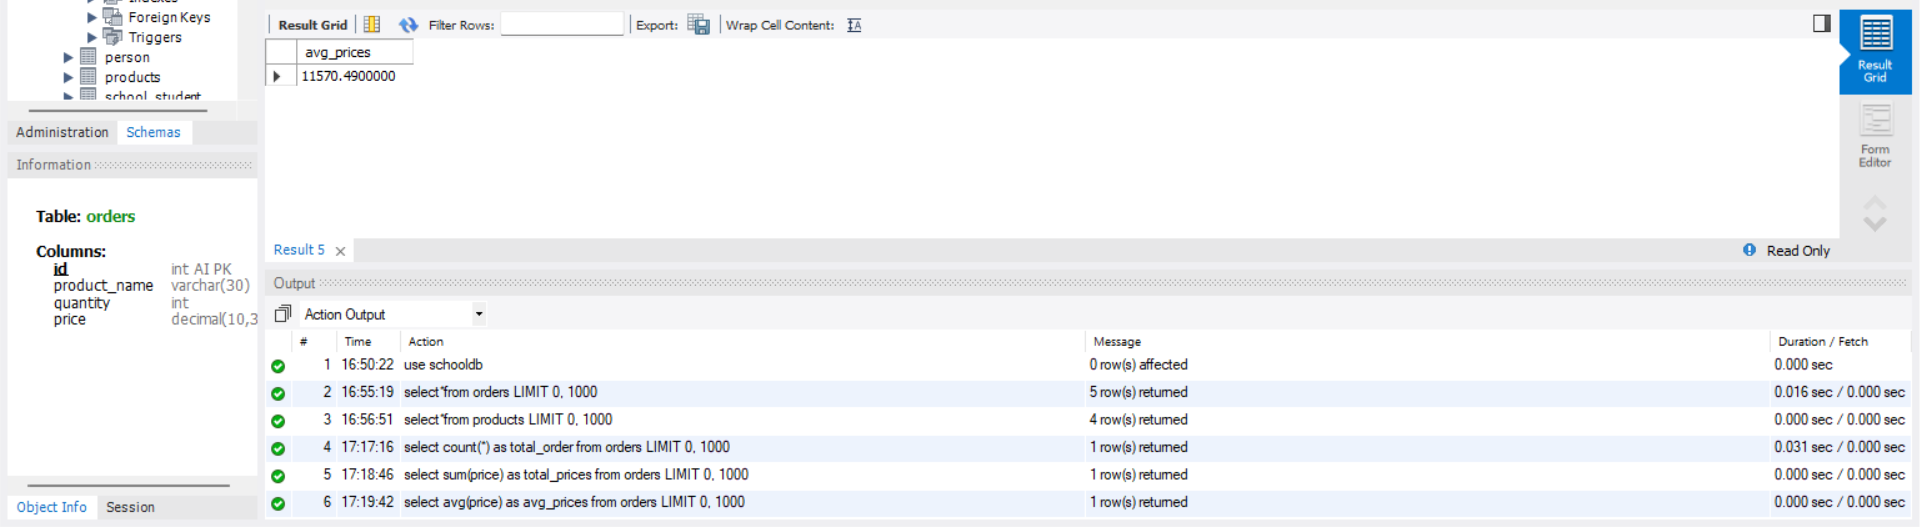 Indexes
Foreign Keys
Triggers
person
products
school_student
Administration Schemas
Information
Table: orders
Columns:
id int AI PK
product_name varchar(30)
quantity int
price decimal(10,3
Object Info Session
Result Grid Filter Rows: Export: Wrap Cell Content:
avg_prices
11570.4900000
Result 5
Read Only
Result
Grid
Form
Editor
Output
Action Output
# Time Action Message Duration / Fetch
1 16:50:22 use schooldb 0 row(s) affected 0.000 sec
2 16:55:19 select*from orders LIMIT 0, 1000 5 row(s) returned 0.016 sec / 0.000 sec
3 16:56:51 select*from products LIMIT 0, 1000 4 row(s) returned 0.000 sec / 0.000 sec
4 17:17:16 select count(*) as total_order from orders LIMIT 0, 1000 1 row(s) returned 0.031 sec / 0.000 sec
5 17:18:46 select sum(price) as total_prices from orders LIMIT 0, 1000 1 row(s) returned 0.000 sec / 0.000 sec
6 17:19:42 select avg(price) as avg_prices from orders LIMIT 0, 1000 1 row(s) returned 0.000 sec / 0.000 sec